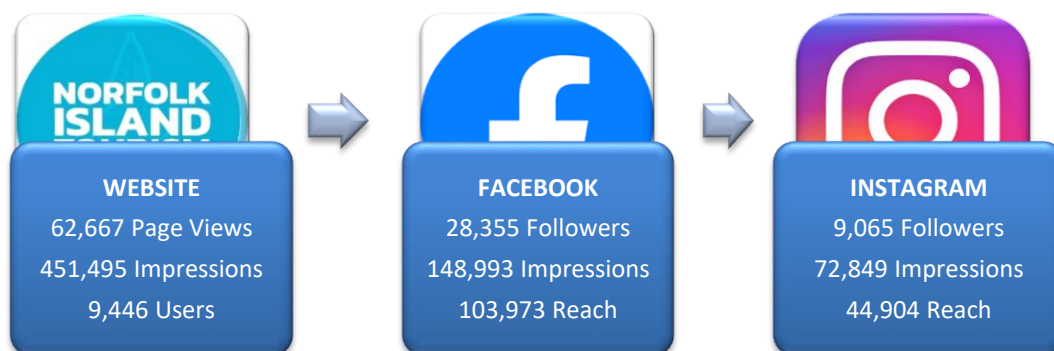 NORFOLK
ISLAND
WEBSITE
62,667 Page Views
451,495 Impressions
9,446 Users
FACEBOOK
28,355 Followers
148,993 Impressions
103,973 Reach
INSTAGRAM
9,065 Followers
72,849 Impressions
44,904 Reach